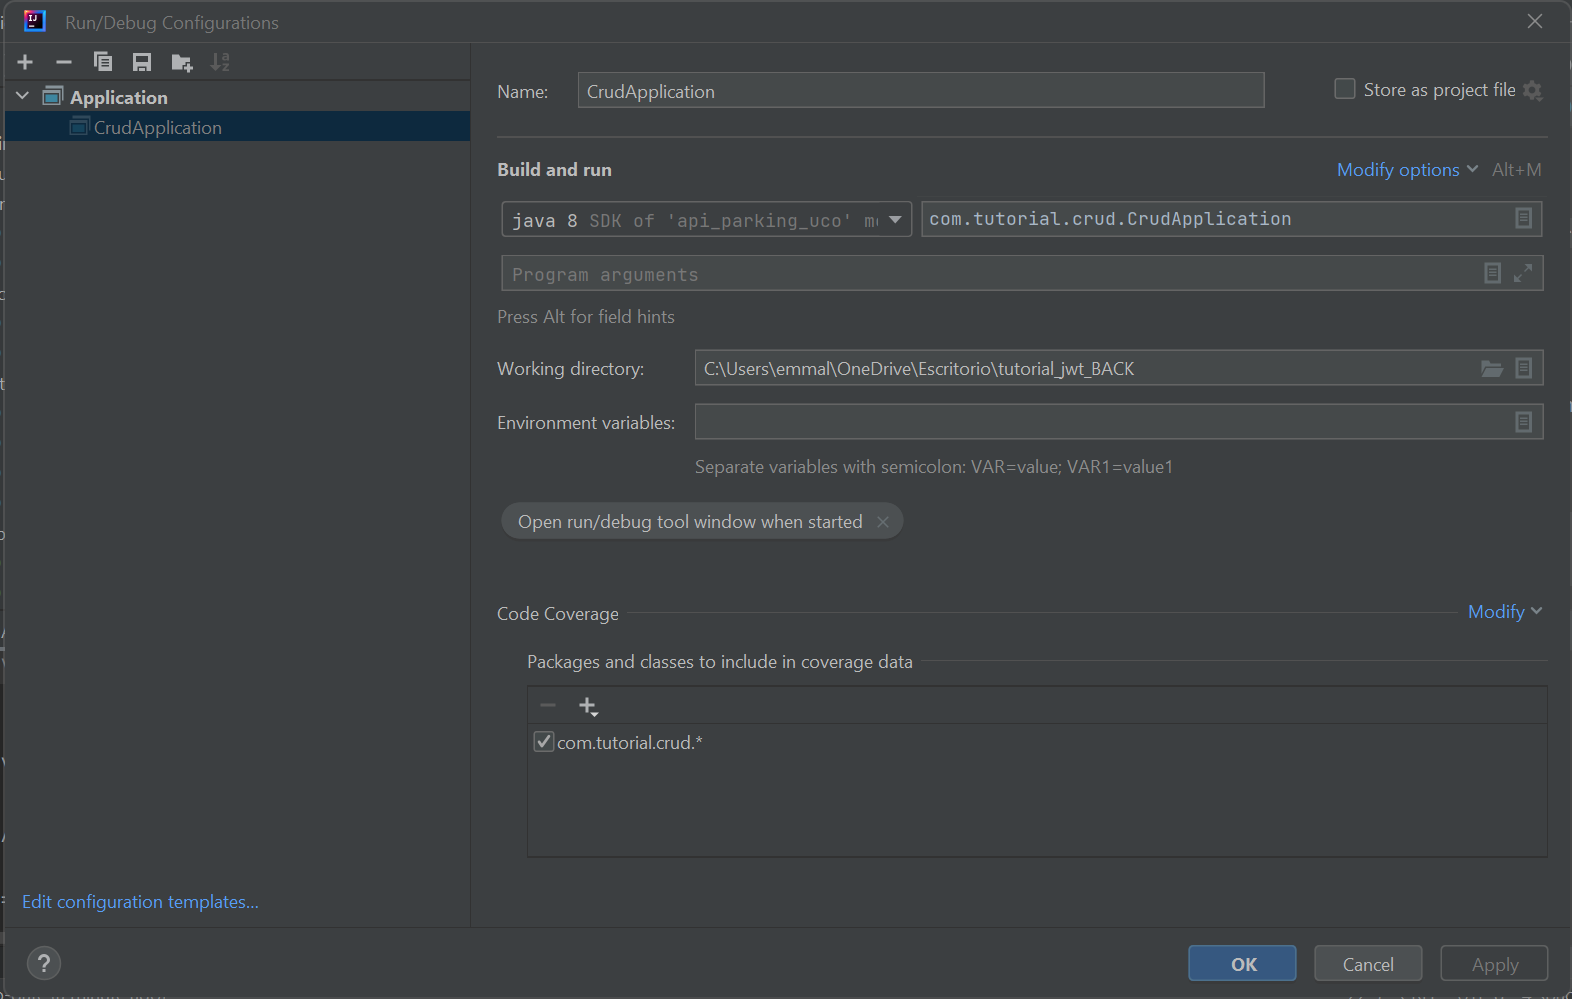 Run/Debug Configurations
Application
CrudApplication
Edit configuration templates...
Name: CrudApplication
Store as project file
Build and run
Modify options Alt+M
java 8 SDK of 'api_parking_uco'
com.tutorial.crud.CrudApplication
Program arguments
Press Alt for field hints
Working directory: C:\Users\emmal\OneDrive\Escritorio\tutorial_jwt_BACK
Environment variables:
Separate variables with semicolon: VAR=value; VAR1=value1
Open run/debug tool window when started
Code Coverage
Modify
Packages and classes to include in coverage data
com.tutorial.crud.*
?
OK Cancel Apply